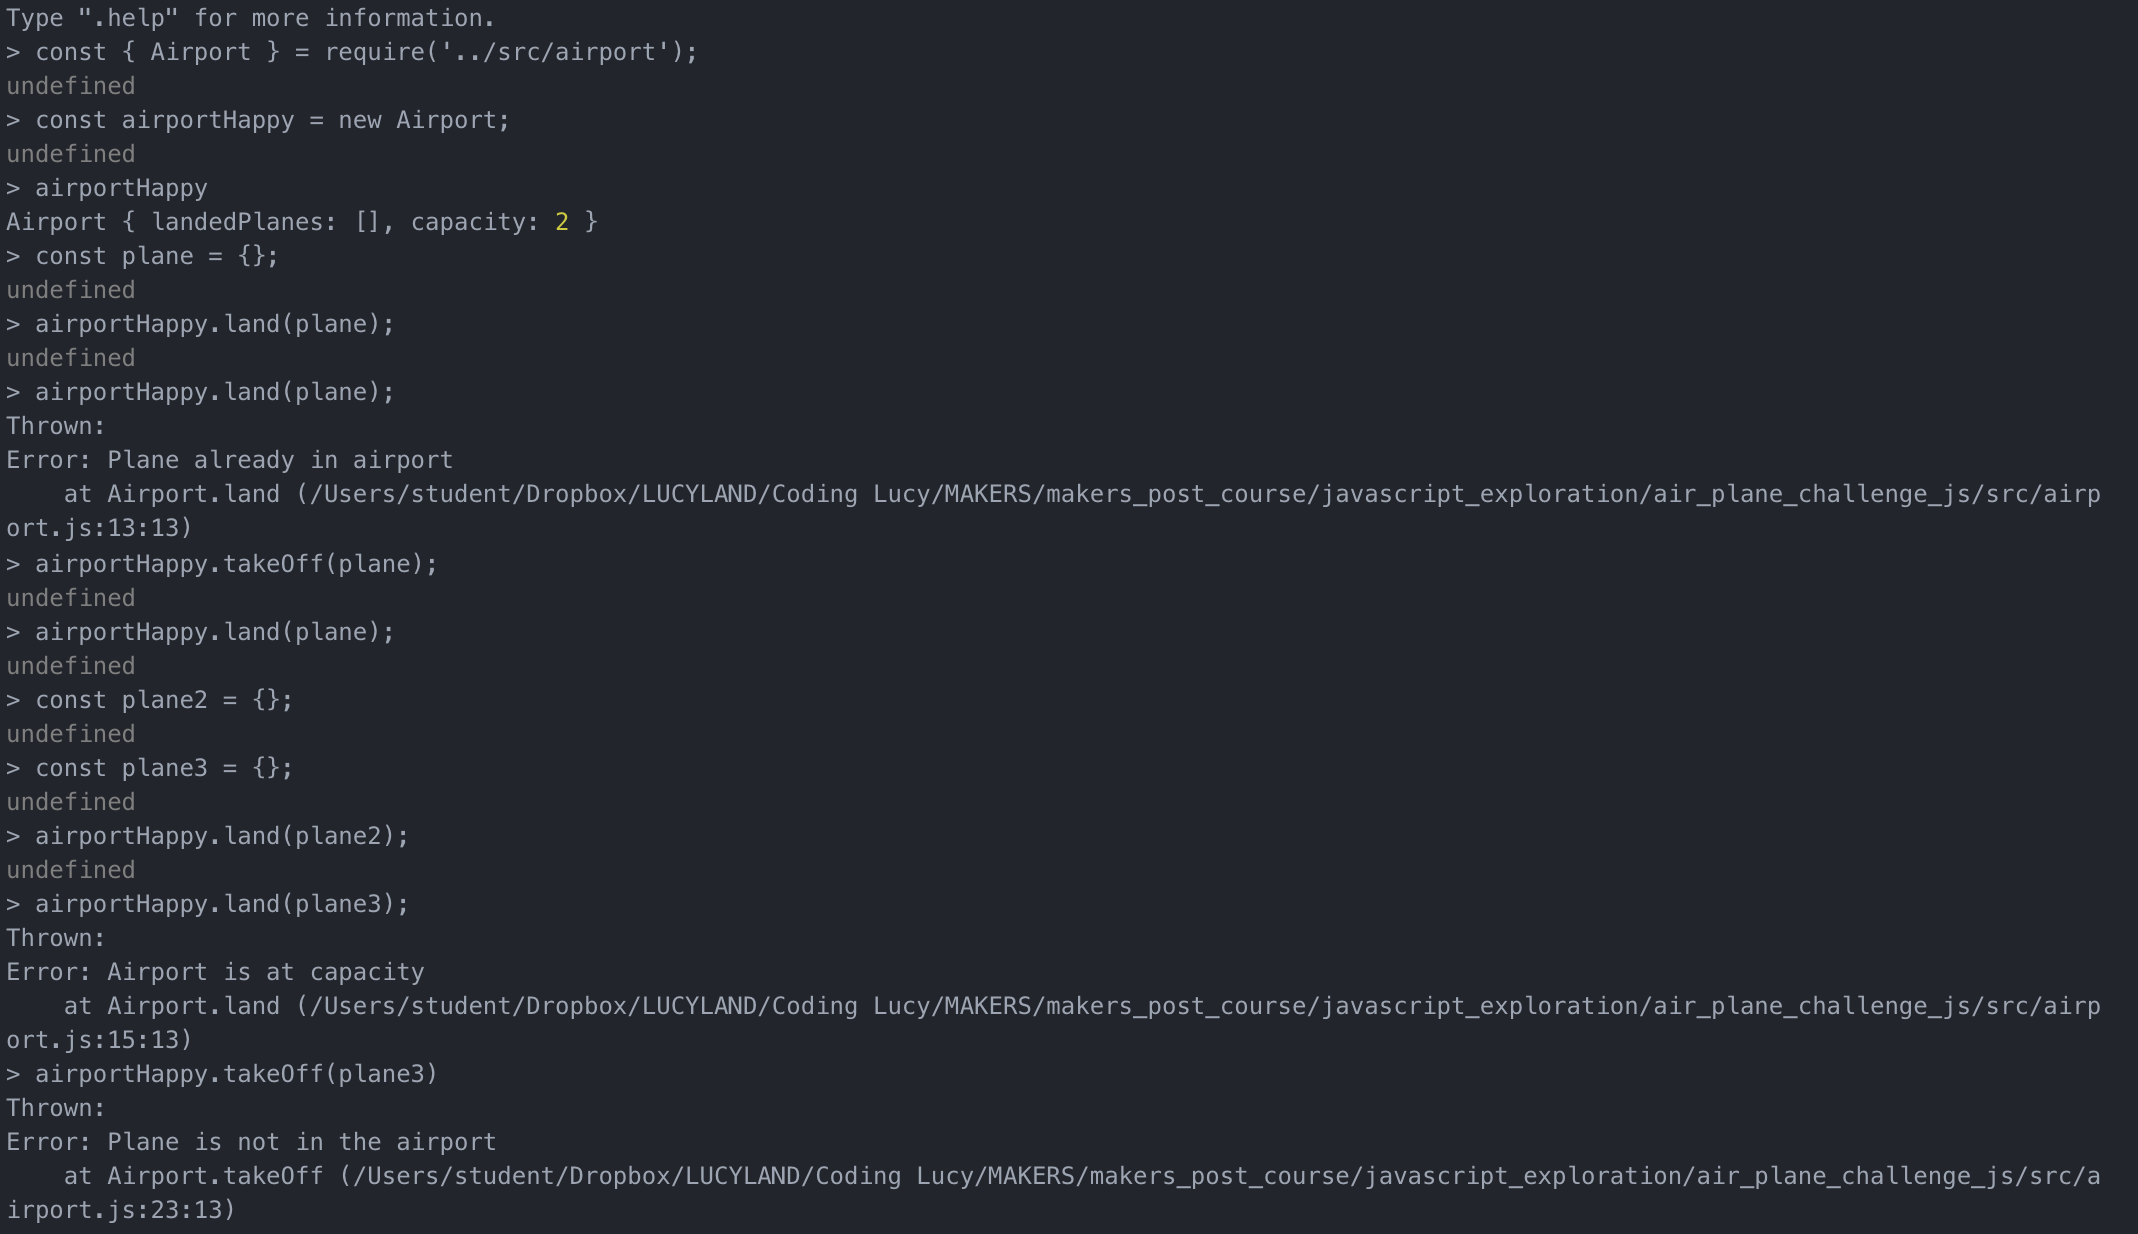 Type ".help" for more information.
> const { Airport } = require('../src/airport');
undefined
> const airportHappy = new Airport;
undefined
> airportHappy
Airport { landedPlanes: [], capacity: 2 }
> const plane = {};
undefined
> airportHappy.land(plane);
undefined
> airportHappy.land(plane);
Thrown:
Error: Plane already in airport
    at Airport.land (/Users/student/Dropbox/LUCYLAND/Coding Lucy/MAKERS/makers_post_course/javascript_exploration/air_plane_challenge_js/src/airp
ort.js:13:13)
> airportHappy.takeOff(plane);
undefined
> airportHappy.land(plane);
undefined
> const plane2 = {};
undefined
> const plane3 = {};
undefined
> airportHappy.land(plane2);
undefined
> airportHappy.land(plane3);
Thrown:
Error: Airport is at capacity
    at Airport.land (/Users/student/Dropbox/LUCYLAND/Coding Lucy/MAKERS/makers_post_course/javascript_exploration/air_plane_challenge_js/src/airp
ort.js:15:13)
> airportHappy.takeOff(plane3)
Thrown:
Error: Plane is not in the airport
    at Airport.takeOff (/Users/student/Dropbox/LUCYLAND/Coding Lucy/MAKERS/makers_post_course/javascript_exploration/air_plane_challenge_js/src/a
irport.js:23:13)